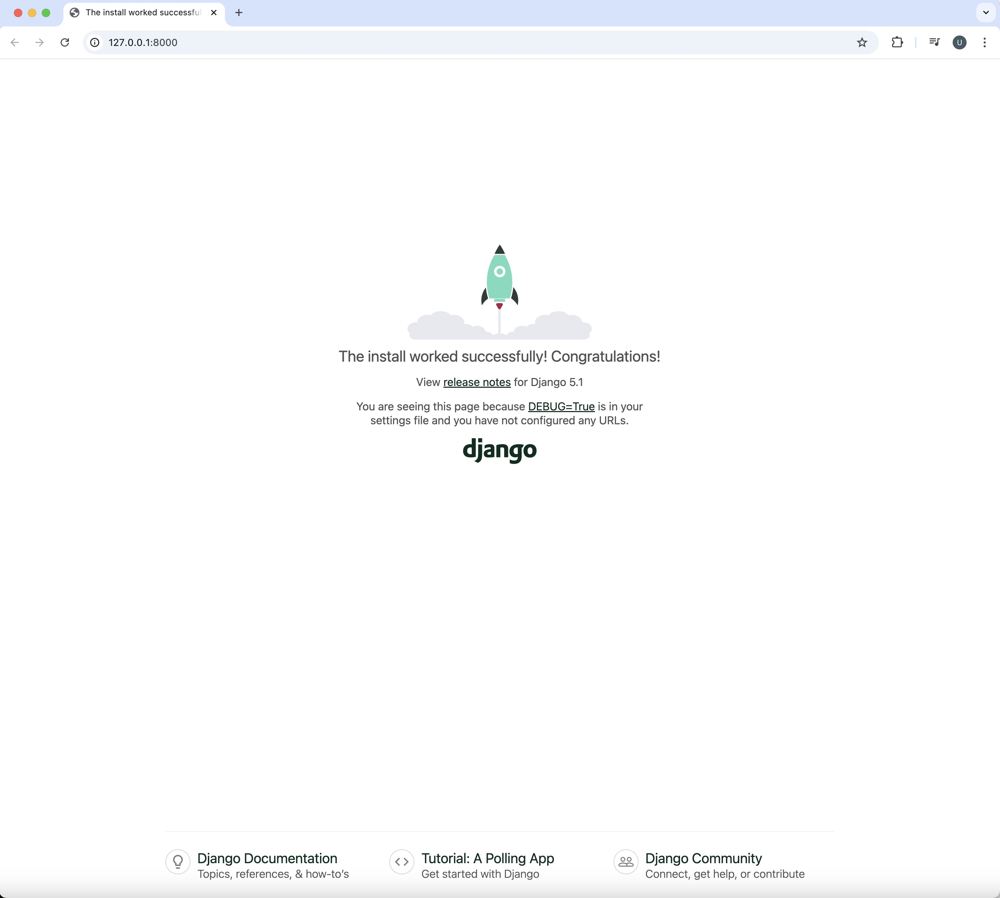 The install worked successful
127.0.0.1:8000
U
The install worked successfully! Congratulations!
View release notes for Django 5.1
You are seeing this page because DEBUG=True is in your
settings file and you have not configured any URLs.
django
Django Documentation
Topics, references, & how-to’s
Tutorial: A Polling App
Get started with Django
Django Community
Connect, get help, or contribute